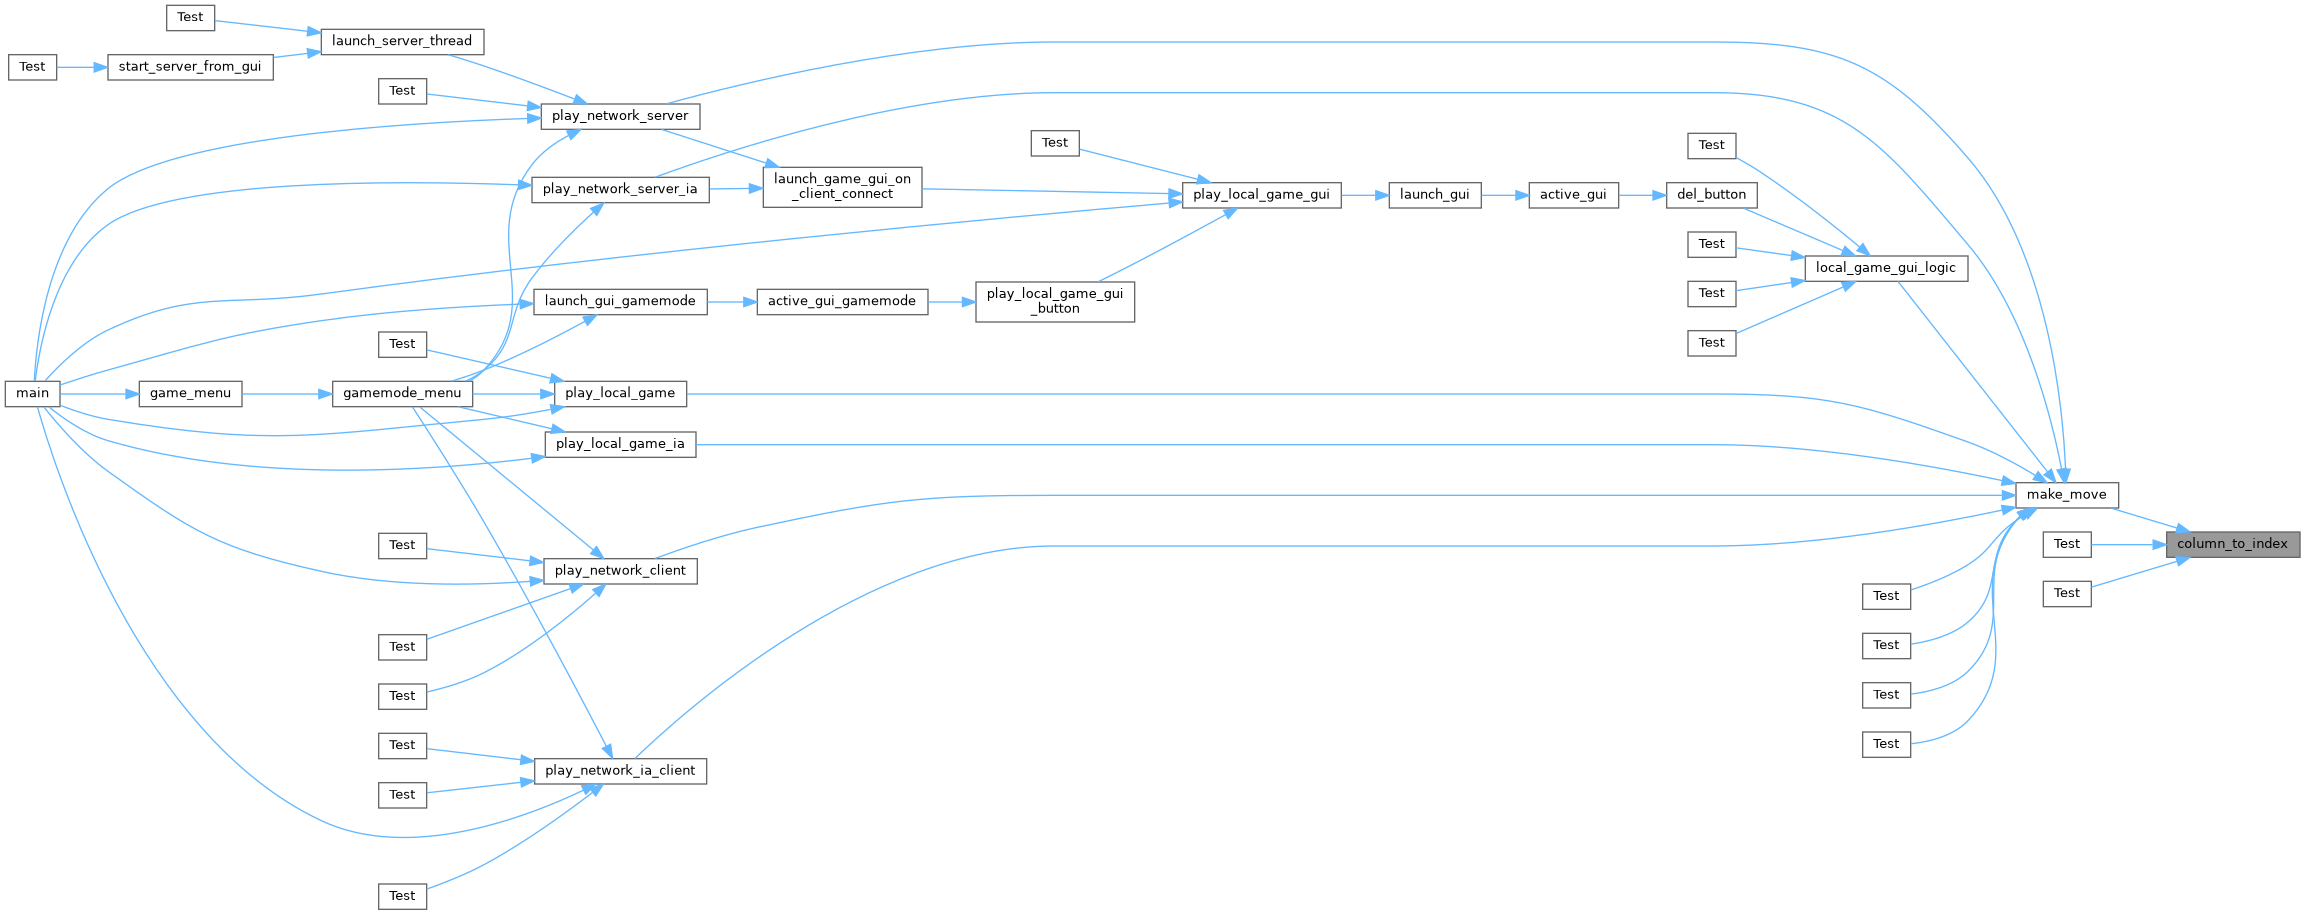 Test
launch_server_thread
Test
start_server_from_gui
Test
play_network_server
Test
Test
launch_game_gui_on
_client_connect
play_network_server_ia
play_local_game_gui
launch_gui
active_gui
del_button
Test
local_game_gui_logic
Test
Test
play_local_game_gui
_button
launch_gui_gamemode
active_gui_gamemode
Test
Test
main
game_menu
gamemode_menu
play_local_game
play_local_game_ia
make_move
Test
play_network_client
Test
column_to_index
Test
Test
Test
Test
Test
Test
Test
Test
play_network_ia_client
Test
Test